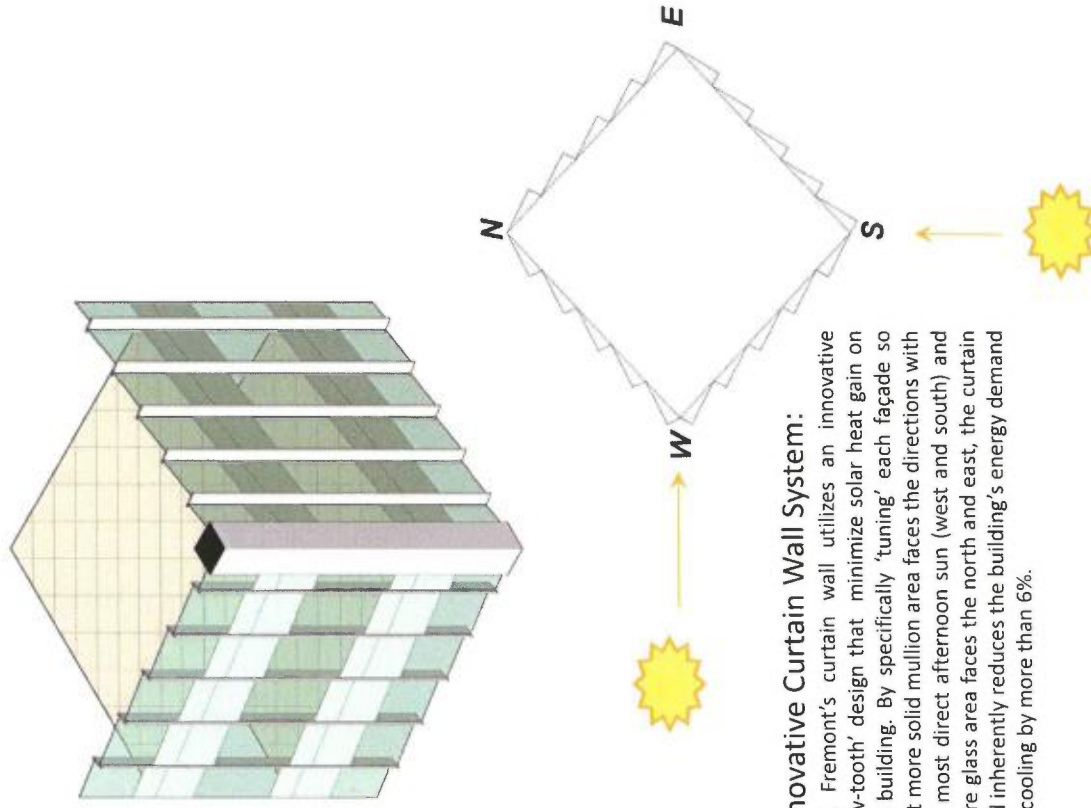 N
E
W
S
novative Curtain Wall System:
Fremont's curtain wall utilizes an innovative
w-tooth' design that minimize solar heat gain on
building. By specifically 'tuning' each façade so
t more solid mullion area faces the directions with
most direct afternoon sun (west and south) and
re glass area faces the north and east, the curtain
inherently reduces the building's energy demand
cooling by more than 6%.